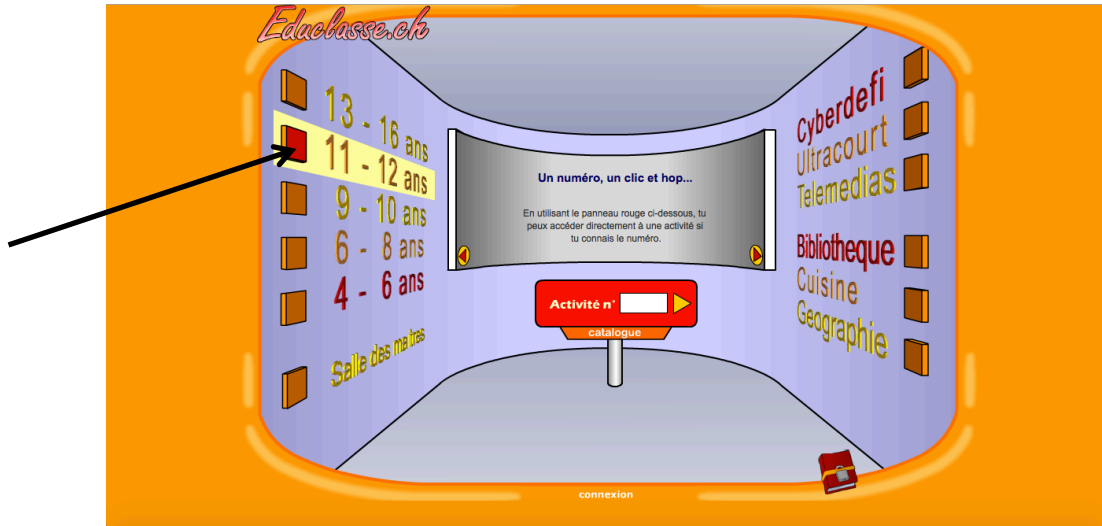 Educlasse.ch
13 - 16 ans
11 - 12 ans
9 - 10 ans
6 - 8 ans
4 - 6 ans
Salle des maitres
Un numéro, un clic et hop...
En utilisant le panneau rouge ci-dessous, tu
peux accéder directement à une activité si
tu connais le numéro.
Activité n°
catalogue
Cyberdefi
Ultracourt
Telemedias
Bibliotheque
Cuisine
Geographie
connexion